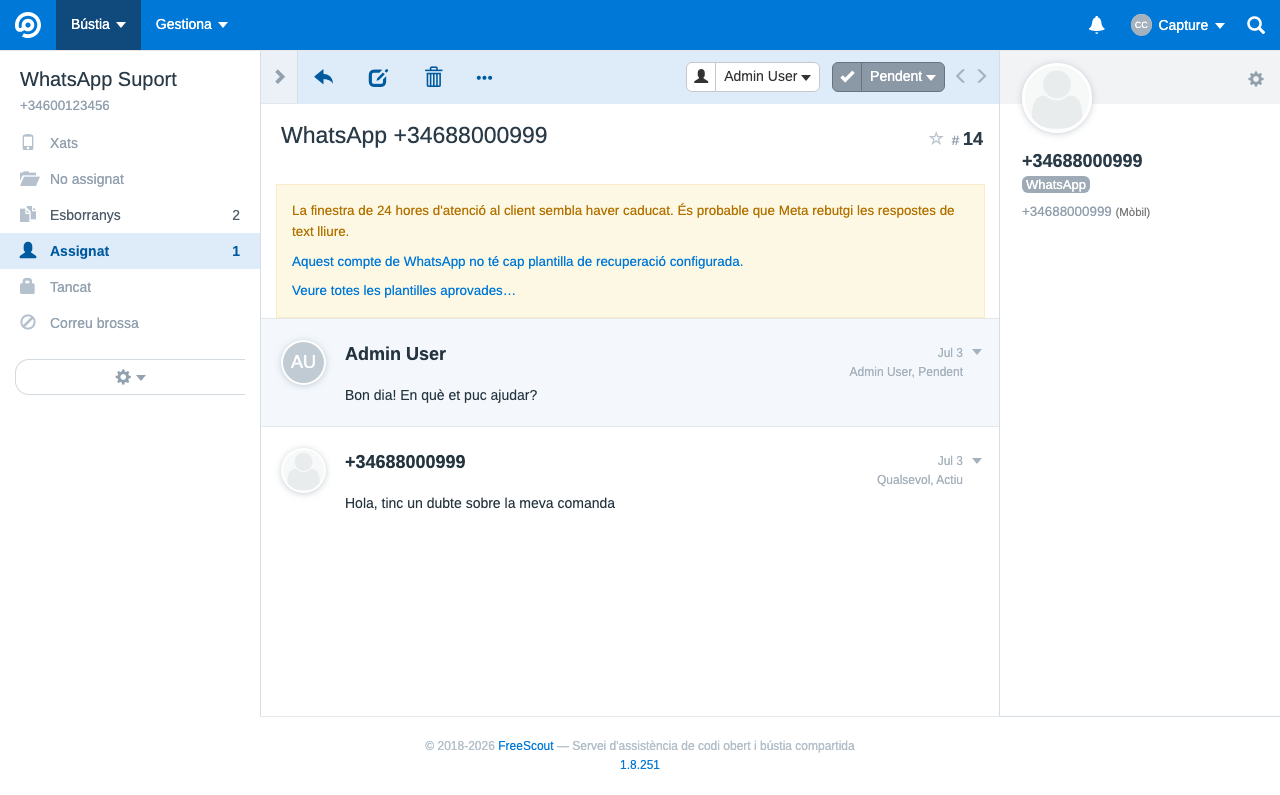 Bústia
Gestiona
CC
Capture
WhatsApp Suport
+34600123456
Xats
No assignat
Esborranys 2
Assignat 1
Tancat
Correu brossa
Admin User
Pendent
WhatsApp +34688000999
# 14
La finestra de 24 hores d'atenció al client sembla haver caducat. És probable que Meta rebutgi les respostes de
text lliure.
Aquest compte de WhatsApp no té cap plantilla de recuperació configurada.
Veure totes les plantilles aprovades…
AU
Admin User
Jul 3
Admin User, Pendent
Bon dia! En què et puc ajudar?
+34688000999
Jul 3
Qualsevol, Actiu
Hola, tinc un dubte sobre la meva comanda
+34688000999
WhatsApp
+34688000999 (Mòbil)
© 2018-2026 FreeScout — Servei d'assistència de codi obert i bústia compartida
1.8.251